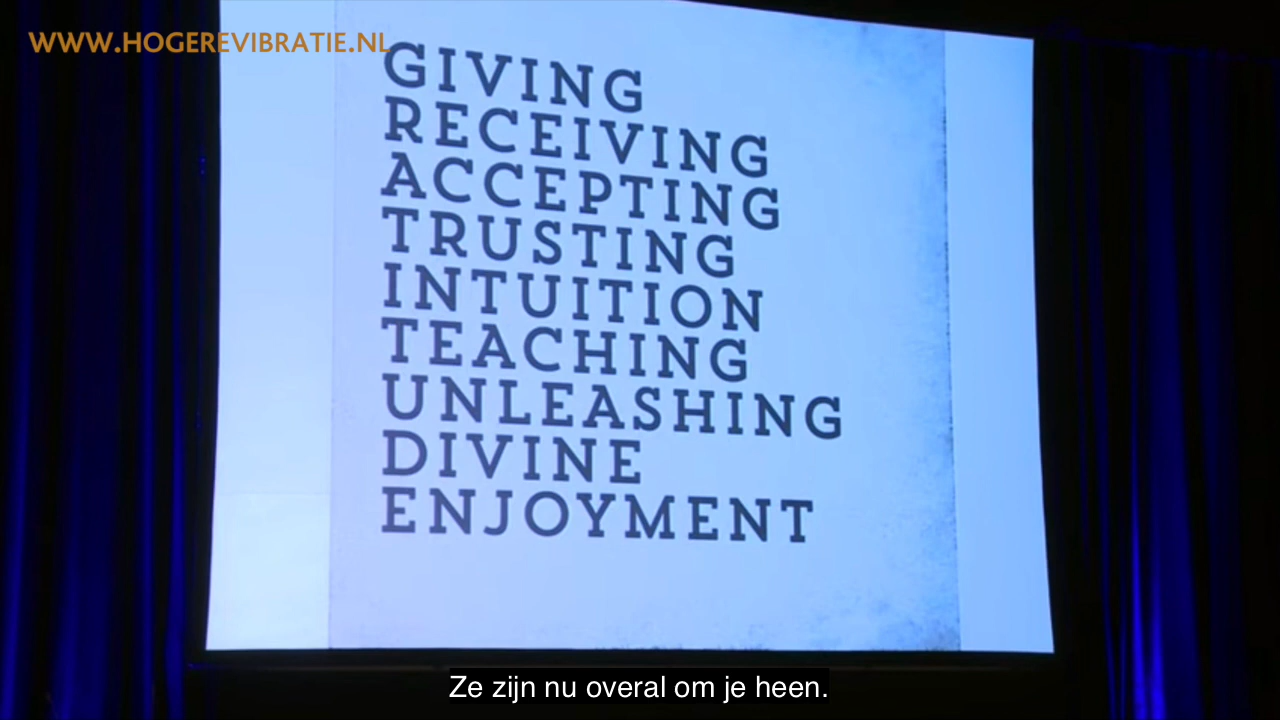 WWW.HOGEREVIBRATIE.NL
GIVING
RECEIVING
ACCEPTING
TRUSTING
INTUITION
TEACHING
UNLEASHING
DIVINE
ENJOYMENT
Ze zijn nu overal om je heen.